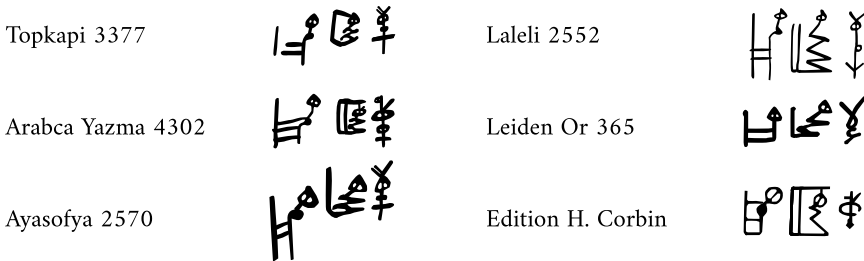 Topkapi 3377
Laleli 2552
Arabca Yazma 4302
Leiden Or 365
Ayasofya 2570
Edition H. Corbin